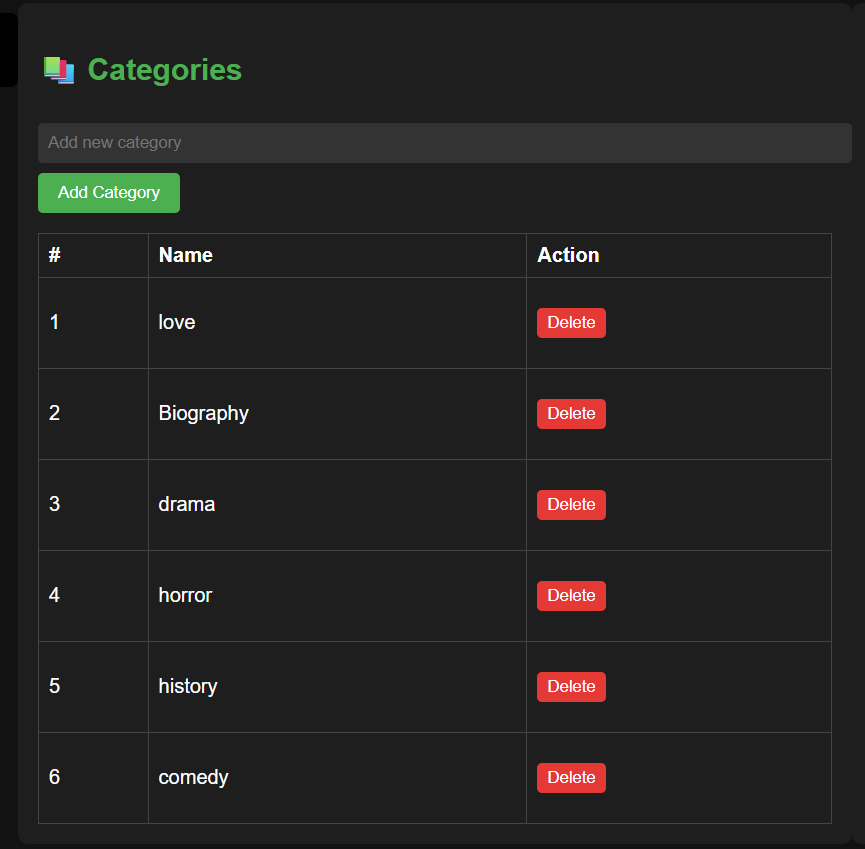 Categories
Add new category
Add Category
# Name Action
1 love Delete
2 Biography Delete
3 drama Delete
4 horror Delete
5 history Delete
6 comedy Delete